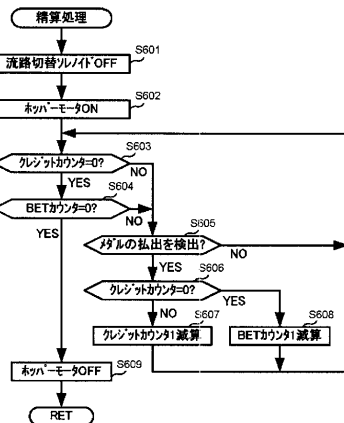 精算処理
S601
流路切替ソレノイドOFF
S602
ホッパーモータON
S603
クレジットカウンタ=0?
NO
YES
S604
BETカウンタ=0?
NO
YES
S605
メダルの払出を検出?
NO
YES
S606
クレジットカウンタ=0?
YES
NO
S607
クレジットカウンタ1減算
S608
BETカウンタ1減算
S609
ホッパーモータOFF
RET